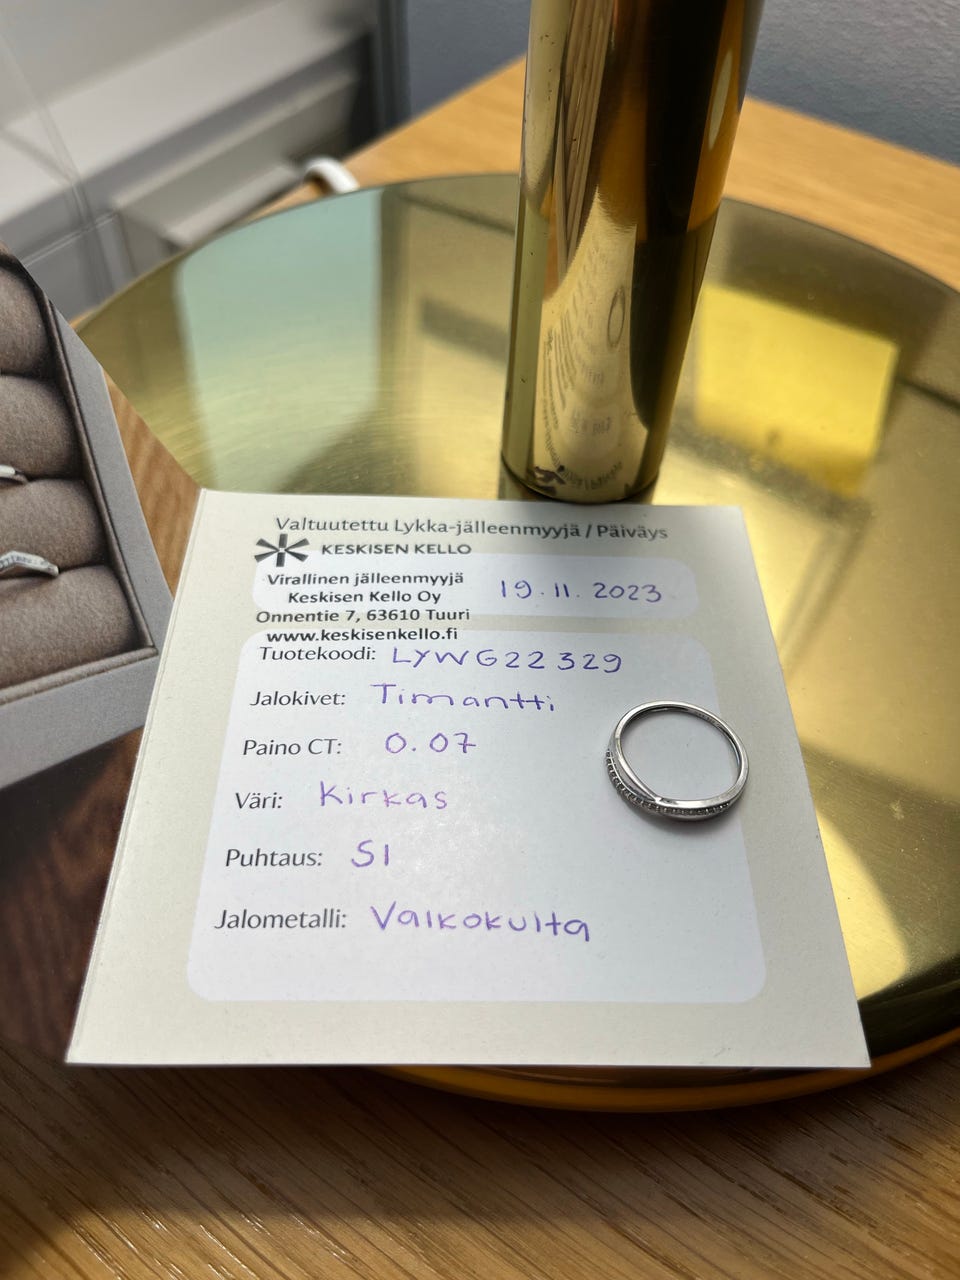 Valtuutettu Lykka-jälleenmyyjä / Päiväys
KESKISEN KELLO
Virallinen jälleenmyyjä
Keskisen Kello Oy
Onnentie 7, 63610 Tuuri
www.keskisenkello.fi
19.11.2023
Tuotekoodi: LYWG22329
Jalokivet: Timantti
Paino CT: 0.07
Väri: Kirkas
Puhtaus: SI
Jalometalli: Valkokulta